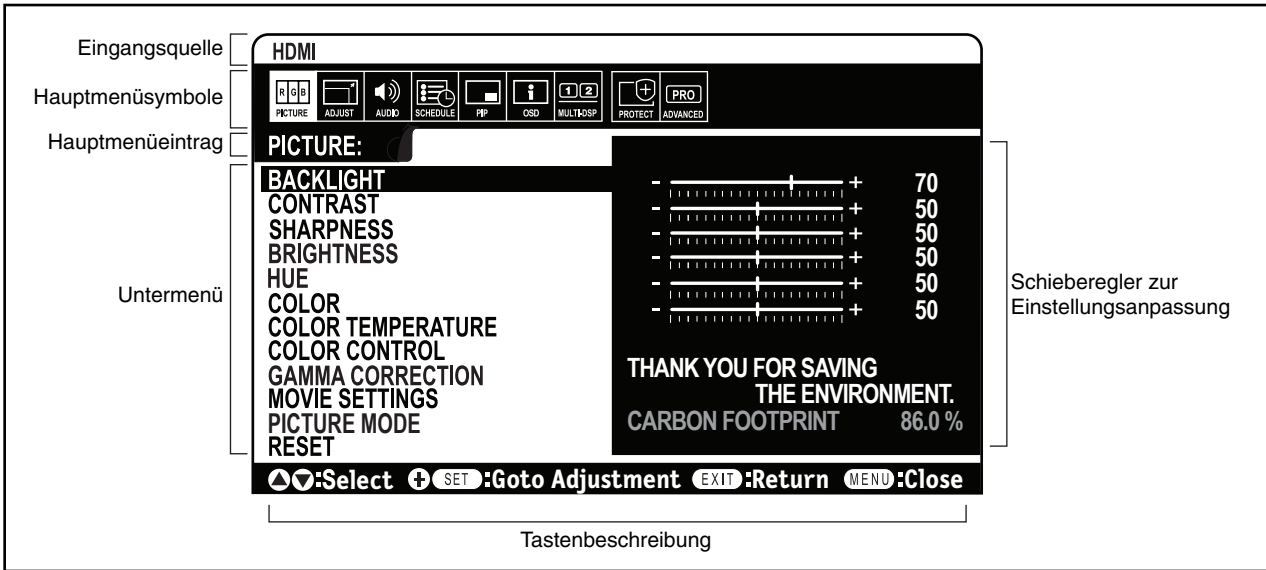 Eingangsquelle
HDMI
Hauptmenüsymbole
R G B
PICTURE
ADJUST
AUDIO
SCHEDULE
PIP
OSD
1 2
MULTI-DSP
PROTECT
PRO
ADVANCED
Hauptmenüeintrag
PICTURE:
Untermenü
BACKLIGHT - + 70
CONTRAST - + 50
SHARPNESS - + 50
BRIGHTNESS - + 50
HUE - + 50
COLOR - + 50
COLOR TEMPERATURE
COLOR CONTROL
GAMMA CORRECTION
MOVIE SETTINGS
PICTURE MODE
RESET
THANK YOU FOR SAVING
THE ENVIRONMENT.
CARBON FOOTPRINT 86.0 %
Schieberegler zur
Einstellungsanpassung
:Select + SET :Goto Adjustment EXIT :Return MENU :Close
Tastenbeschreibung